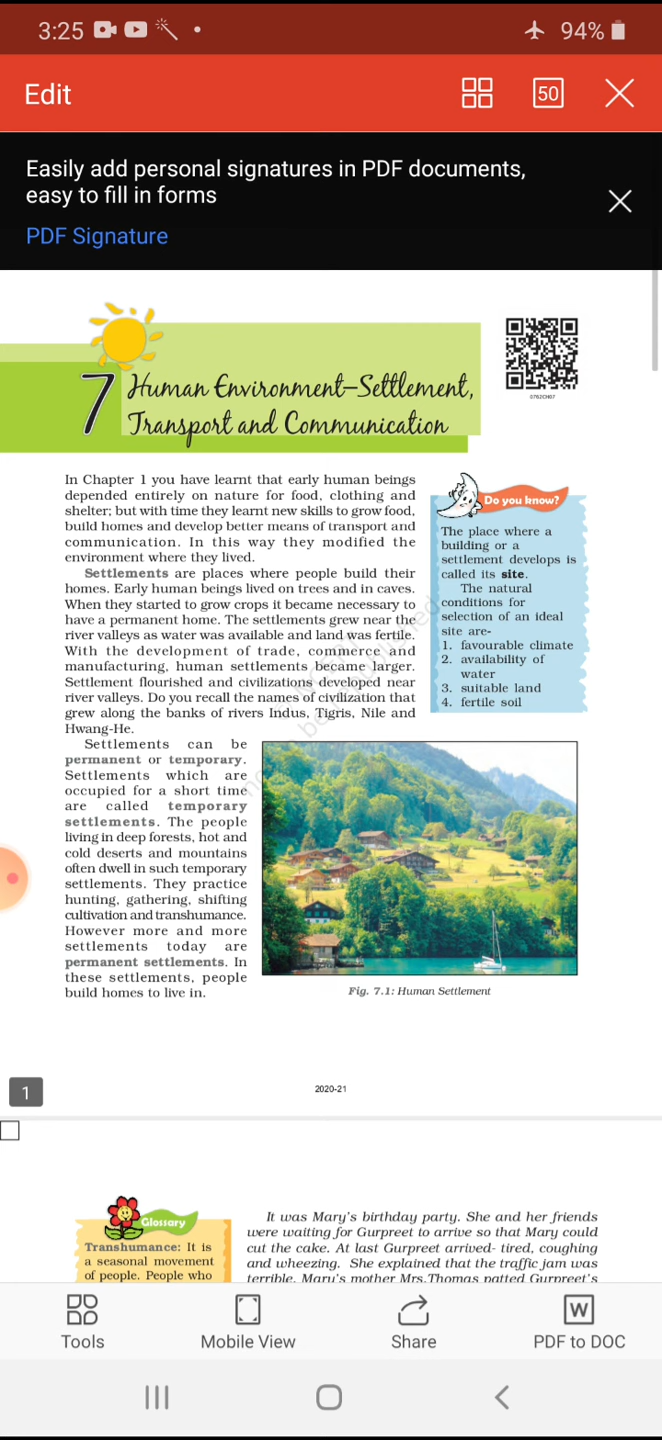 3:25
94%
Edit
50
Easily add personal signatures in PDF documents,
easy to fill in forms
PDF Signature
7 Human Environment–Settlement,
Transport and Communication
0762CH07
In Chapter 1 you have learnt that early human beings
depended entirely on nature for food, clothing and
shelter; but with time they learnt new skills to grow food,
build homes and develop better means of transport and
communication. In this way they modified the
environment where they lived.
Settlements are places where people build their
homes. Early human beings lived on trees and in caves.
When they started to grow crops it became necessary to
have a permanent home. The settlements grew near the
river valleys as water was available and land was fertile.
With the development of trade, commerce and
manufacturing, human settlements became larger.
Settlement flourished and civilizations developed near
river valleys. Do you recall the names of civilization that
grew along the banks of rivers Indus, Tigris, Nile and
Hwang-He.
Do you know?
The place where a
building or a
settlement develops is
called its site.
The natural
conditions for
selection of an ideal
site are-
1. favourable climate
2. availability of
water
3. suitable land
4. fertile soil
Settlements can be
permanent or temporary.
Settlements which are
occupied for a short time
are called temporary
settlements. The people
living in deep forests, hot and
cold deserts and mountains
often dwell in such temporary
settlements. They practice
hunting, gathering, shifting
cultivation and transhumance.
However more and more
settlements today are
permanent settlements. In
these settlements, people
build homes to live in.
Fig. 7.1: Human Settlement
1
2020-21
Glossary
Transhumance: It is
a seasonal movement
of people. People who
It was Mary's birthday party. She and her friends
were waiting for Gurpreet to arrive so that Mary could
cut the cake. At last Gurpreet arrived- tired, coughing
and wheezing. She explained that the traffic jam was
terrible. Mary's mother Mrs.Thomas patted Gurpreet's
Tools
Mobile View
Share
W
PDF to DOC